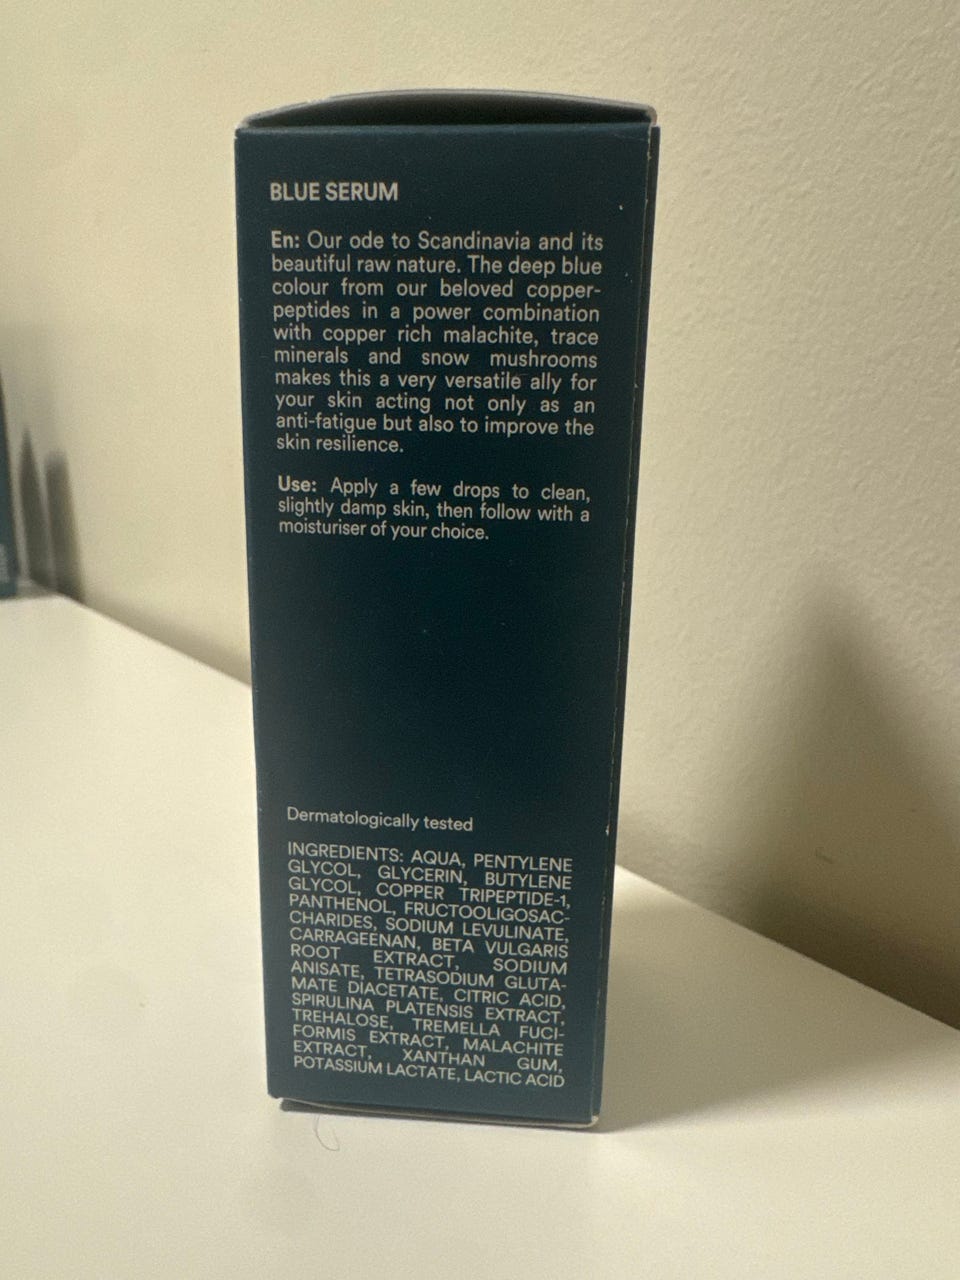 BLUE SERUM
En: Our ode to Scandinavia and its
beautiful raw nature. The deep blue
colour from our beloved copper-
peptides in a power combination
with copper rich malachite, trace
minerals and snow mushrooms
makes this a very versatile ally for
your skin acting not only as an
anti-fatigue but also to improve the
skin resilience.
Use: Apply a few drops to clean,
slightly damp skin, then follow with a
moisturiser of your choice.
Dermatologically tested
INGREDIENTS: AQUA, PENTYLENE
GLYCOL, GLYCERIN, BUTYLENE
GLYCOL, COPPER TRIPEPTIDE-1,
PANTHENOL, FRUCTOOLIGOSAC-
CHARIDES, SODIUM LEVULINATE,
CARRAGEENAN, BETA VULGARIS
ROOT EXTRACT, SODIUM
ANISATE, TETRASODIUM GLUTA-
MATE DIACETATE, CITRIC ACID,
SPIRULINA PLATENSIS EXTRACT,
TREHALOSE, TREMELLA FUCI-
FORMIS EXTRACT, MALACHITE
EXTRACT, XANTHAN GUM,
POTASSIUM LACTATE, LACTIC ACID